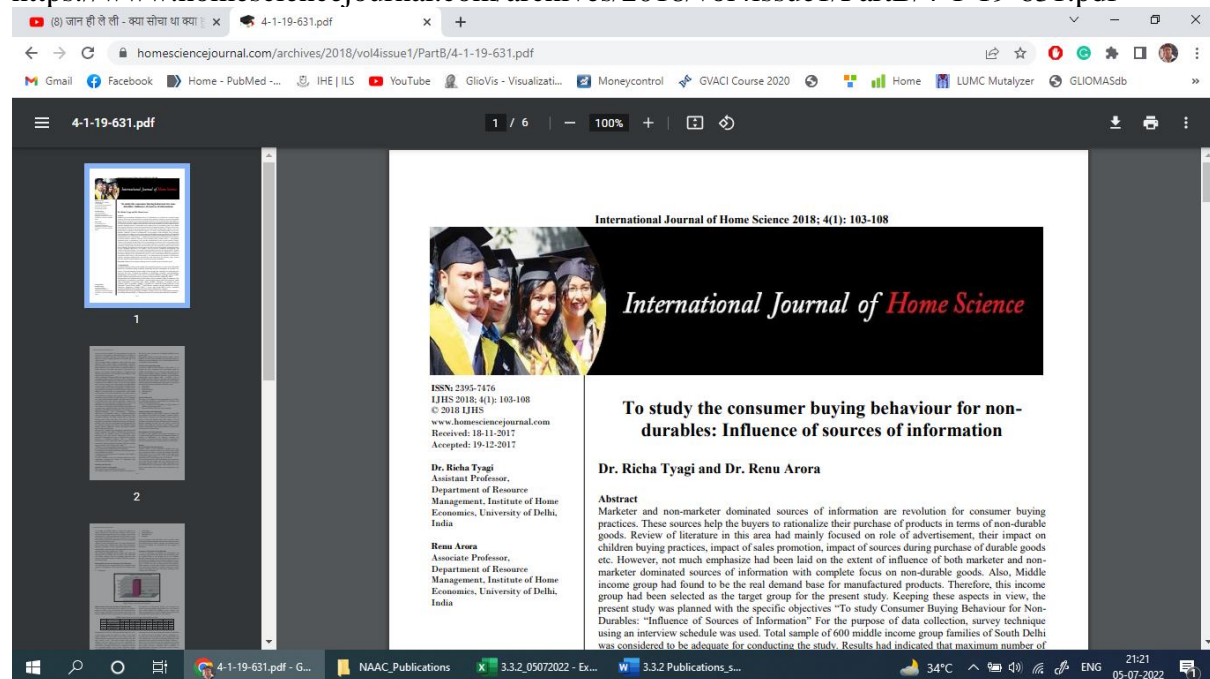 https://www.homesciencejournal.com/archives/2018/vol4issue1/PartB/4-1-19-631.pdf
(8) जान ही ले ली - क्या सोचा था क्या
4-1-19-631.pdf
homesciencejournal.com/archives/2018/vol4issue1/PartB/4-1-19-631.pdf
Gmail Facebook Home - PubMed -... IHE | ILS YouTube GlioVis - Visualizati... Moneycontrol GVACI Course 2020 Home LUMC Mutalyzer GLIOMASdb »
4-1-19-631.pdf 1 / 6 | — 100% + |
1
2
International Journal of Home Science 2018; 4(1): 103-108
International Journal of Home Science
ISSN: 2395-7476
IJHS 2018; 4(1): 103-108
© 2018 IJHS
www.homesciencejournal.com
Received: 18-11-2017
Accepted: 19-12-2017
Dr. Richa Tyagi
Assistant Professor,
Department of Resource
Management, Institute of Home
Economics, University of Delhi,
India
Renu Arora
Associate Professor,
Department of Resource
Management, Institute of Home
Economics, University of Delhi,
India
To study the consumer buying behaviour for non-
durables: Influence of sources of information
Dr. Richa Tyagi and Dr. Renu Arora
Abstract
Marketer and non-marketer dominated sources of information are revolution for consumer buying
practices. These sources help the buyers to rationalize their purchase of products in terms of non-durable
goods. Review of literature in this area had mainly focused on role of advertisement, their impact on
children buying practices, impact of sales promotion, impact of sources during purchase of durable goods
etc. However, not much emphasize had been laid on the extent of influence of both marketer and non-
marketer dominated sources of information with complete focus on non-durable goods. Also, Middle
income group had found to be the real demand base for manufactured products. Therefore, this income
group had been selected as the target group for the present study. Keeping these aspects in view, the
present study was planned with the specific objectives “To study Consumer Buying Behaviour for Non-
Durables: “Influence of Sources of Information” For the purpose of data collection, survey technique
using an interview schedule was used. Total sample of 600 middle income group families of South Delhi
was considered to be adequate for conducting the study. Results had indicated that maximum number of
4-1-19-631.pdf - G... NAAC_Publications 3.3.2_05072022 - Ex... 3.3.2 Publications_s... 34°C ENG 21:21
05-07-2022